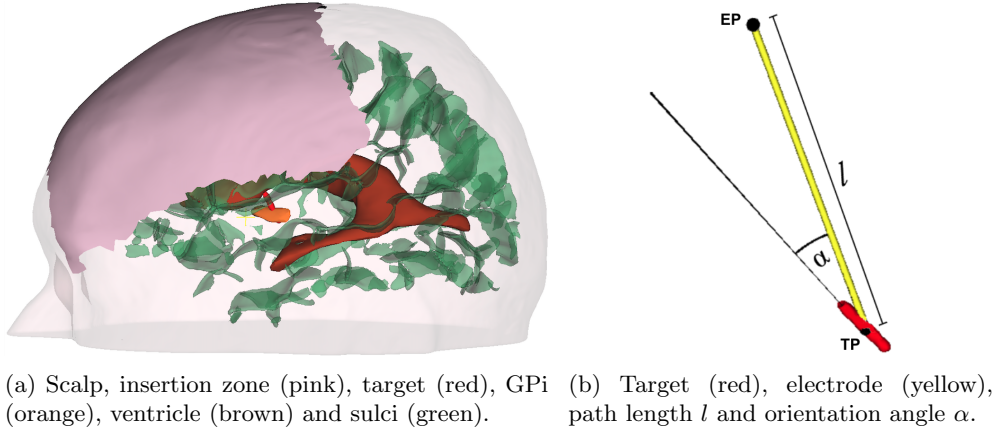 EP
l
α
TP
(a) Scalp, insertion zone (pink), target (red), GPi
(orange), ventricle (brown) and sulci (green).
(b) Target (red), electrode (yellow),
path length l and orientation angle α.